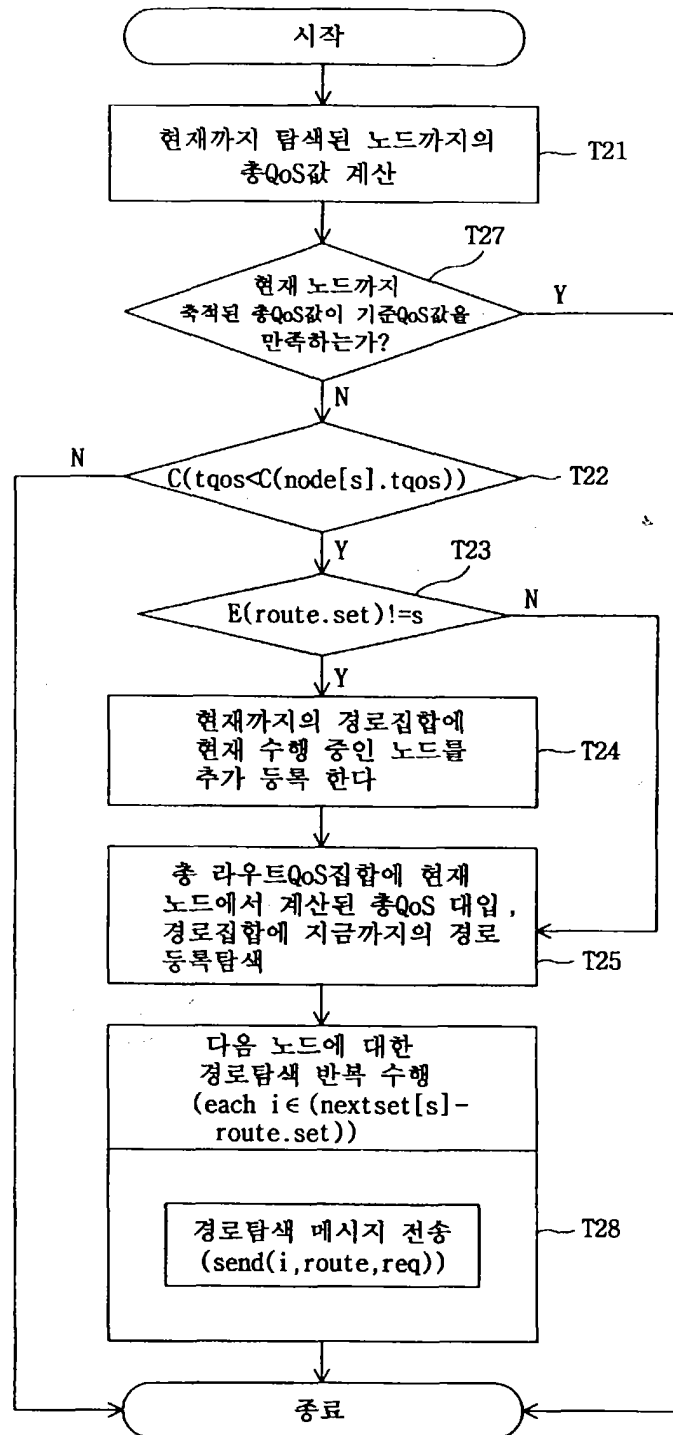 시작
현재까지 탐색된 노드까지의
총QoS값 계산
T21
T27
현재 노드까지
축적된 총QoS값이 기준QoS값을
만족하는가?
Y
N
N
C(tqos<C(node[s].tqos))
T22
Y
T23
E(route.set)!=s
N
Y
현재까지의 경로집합에
현재 수행 중인 노드를
추가 등록 한다
T24
총 라우트QoS집합에 현재
노드에서 계산된 총QoS 대입,
경로집합에 지금까지의 경로
등록탐색
T25
다음 노드에 대한
경로탐색 반복 수행
(each i∈(nextset[s]-
route.set))
경로탐색 메시지 전송
(send(i,route,req))
T28
종료